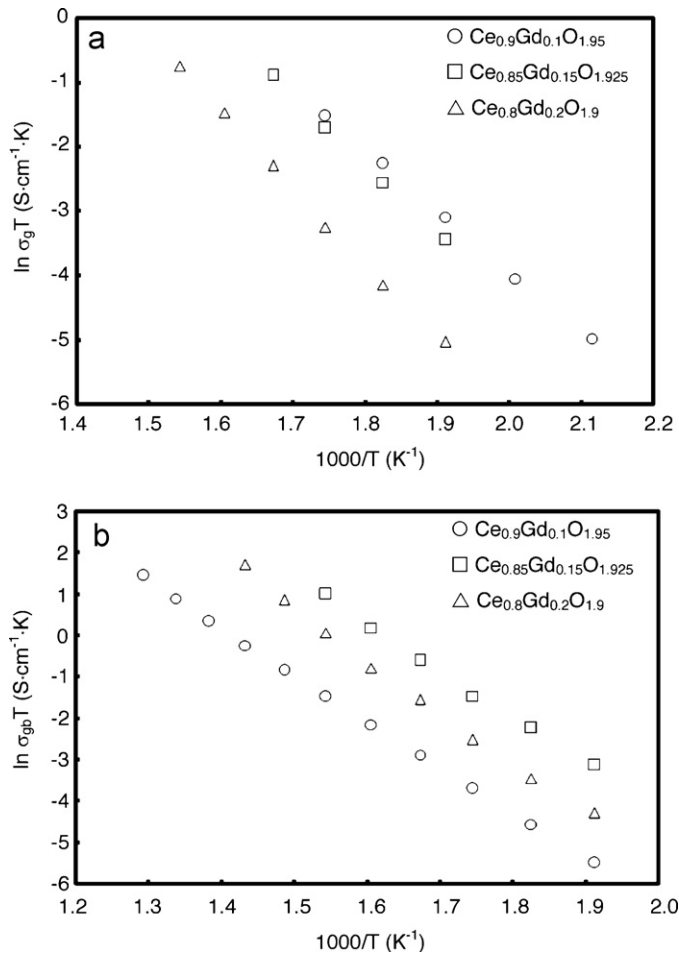 a
0
-1
-2
-3
-4
-5
-6
ln σgT (S·cm⁻¹·K)
Ce0.9Gd0.1O1.95
Ce0.85Gd0.15O1.925
Ce0.8Gd0.2O1.9
1.4 1.5 1.6 1.7 1.8 1.9 2.0 2.1 2.2
1000/T (K⁻¹)
b
3
2
1
0
-1
-2
-3
-4
-5
-6
ln σgbT (S·cm⁻¹·K)
Ce0.9Gd0.1O1.95
Ce0.85Gd0.15O1.925
Ce0.8Gd0.2O1.9
1.2 1.3 1.4 1.5 1.6 1.7 1.8 1.9 2.0
1000/T (K⁻¹)